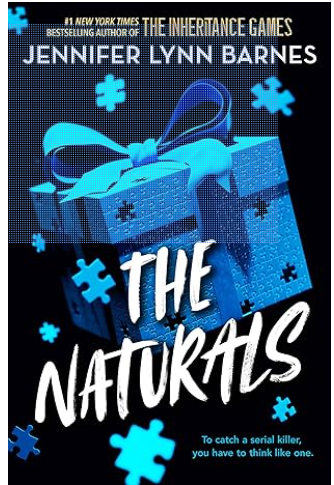 #1 NEW YORK TIMES
BESTSELLING AUTHOR OF THE INHERITANCE GAMES
JENNIFER LYNN BARNES
THE
NATURALS
To catch a serial killer,
you have to think like one.